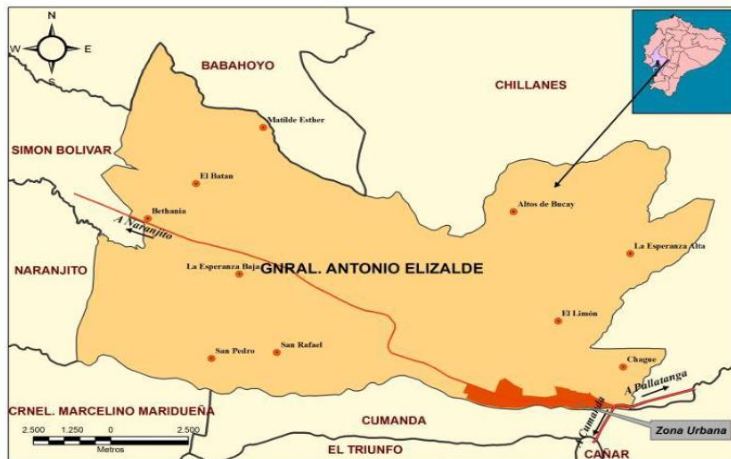 N
W E
S
BABAHOYO
CHILLANES
Matilde Esther
SIMON BOLIVAR
El Batan
Bethania
Altos de Bucay
A Naranjito
La Esperanza Alta
NARANJITO
La Esperanza Baja
GNRAL. ANTONIO ELIZALDE
El Limón
San Pedro
San Rafael
Chague
A Pallatanga
CRNEL. MARCELINO MARIDUEÑA
CUMANDA
A Cumanda
Zona Urbana
2.500 1.250 0 2.500
Metros
EL TRIUNFO
CAÑAR